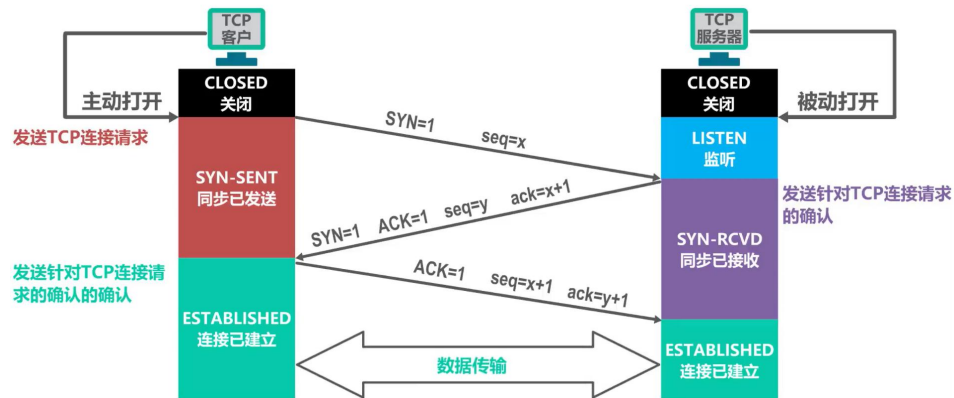 TCP
客户
TCP
服务器
CLOSED
关闭
CLOSED
关闭
主动打开
被动打开
发送TCP连接请求
SYN=1 seq=x
LISTEN
监听
SYN-SENT
同步已发送
SYN=1 ACK=1 seq=y ack=x+1
发送针对TCP连接请求
的确认
SYN-RCVD
同步已接收
发送针对TCP连接请
求的确认的确认
ACK=1 seq=x+1 ack=y+1
ESTABLISHED
连接已建立
数据传输
ESTABLISHED
连接已建立